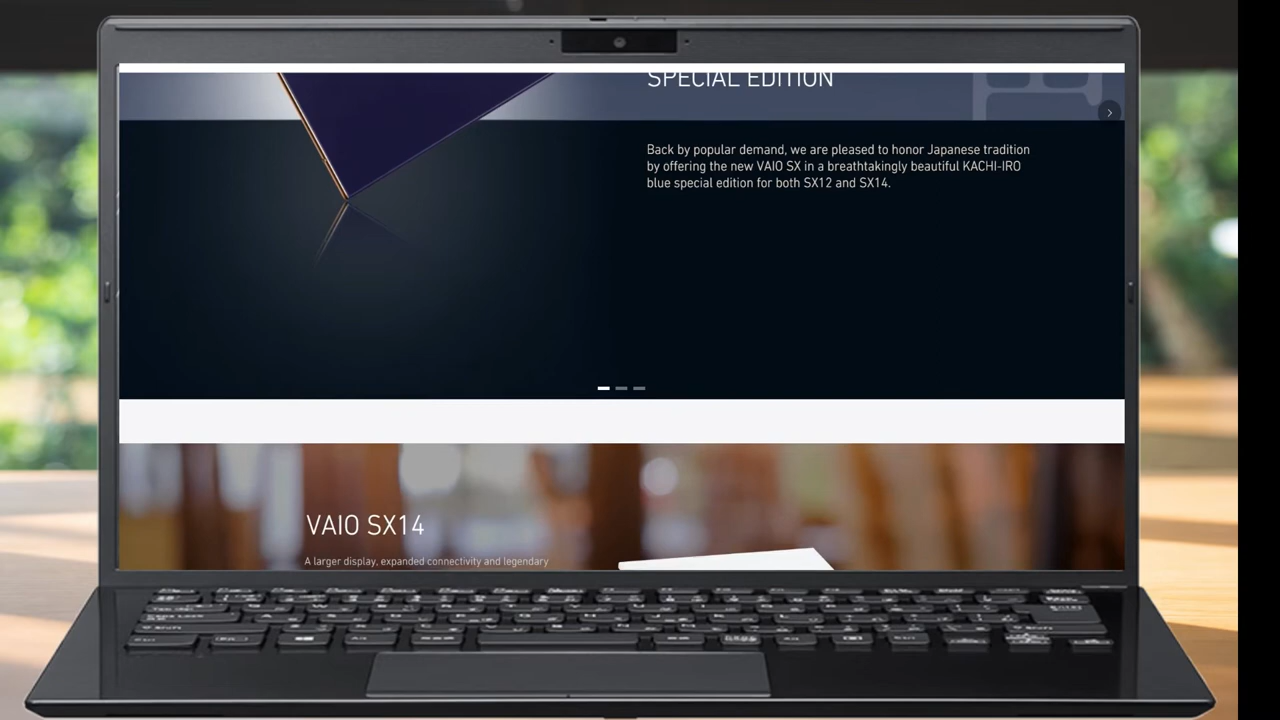 SPECIAL EDITION
Back by popular demand, we are pleased to honor Japanese tradition
by offering the new VAIO SX in a breathtakingly beautiful KACHI-IRO
blue special edition for both SX12 and SX14.
VAIO SX14
A larger display, expanded connectivity and legendary